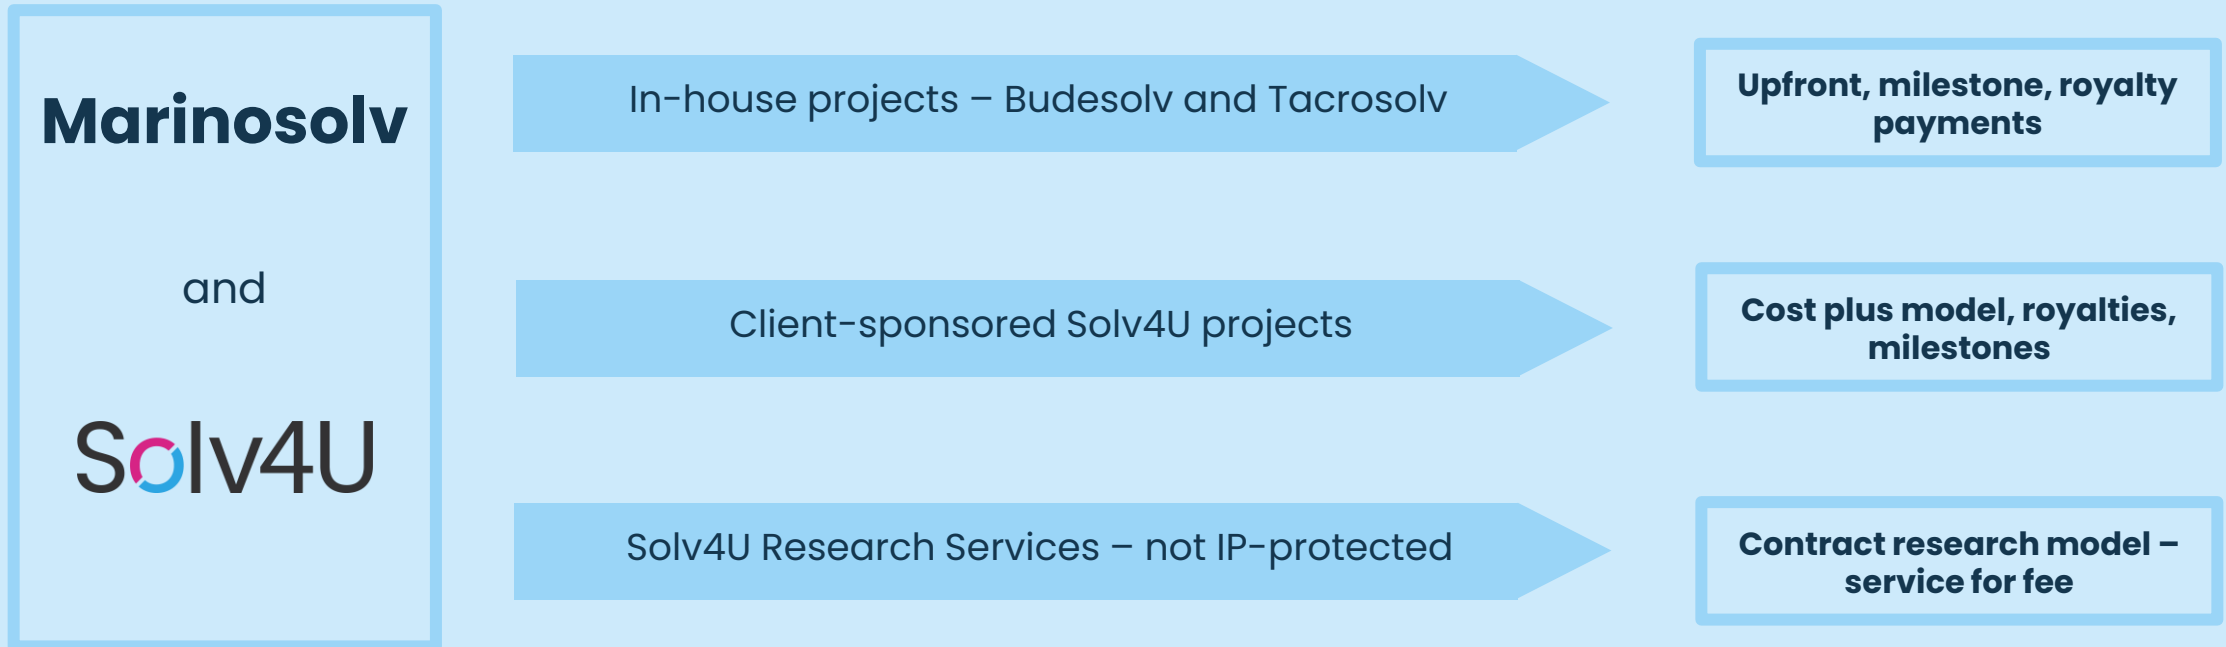 Marinosolv
and
Solv4U
In-house projects – Budesolv and Tacrosolv
Upfront, milestone, royalty
payments
Client-sponsored Solv4U projects
Cost plus model, royalties,
milestones
Solv4U Research Services – not IP-protected
Contract research model –
service for fee